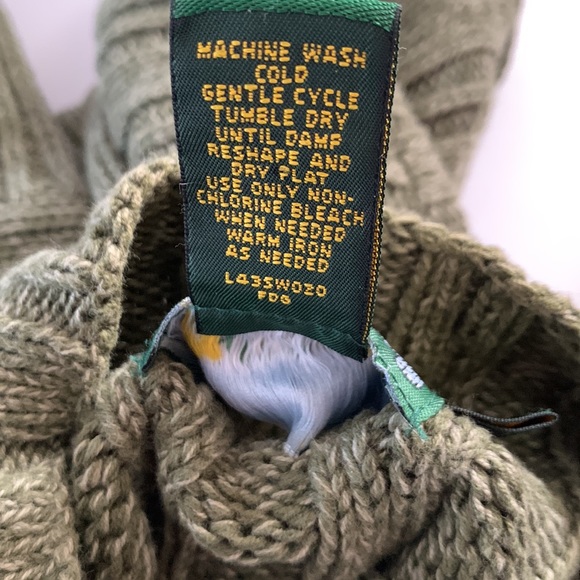 MACHINE WASH
COLD
GENTLE CYCLE
TUMBLE DRY
UNTIL DAMP
RESHAPE AND
DRY FLAT
USE ONLY NON-
CHLORINE BLEACH
WHEN NEEDED
WARM IRON
AS NEEDED
L43SW020
FDG